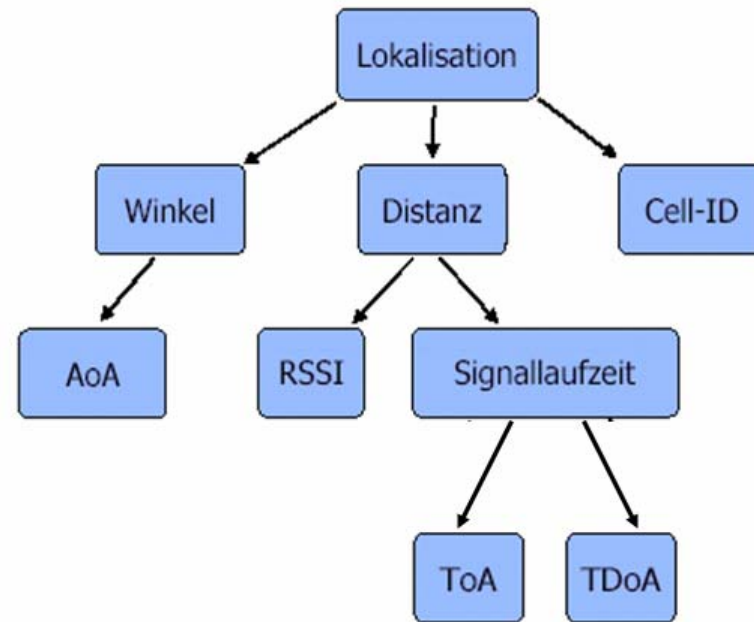 Lokalisation
Winkel
Distanz
Cell-ID
AoA
RSSI
Signallaufzeit
ToA
TDoA